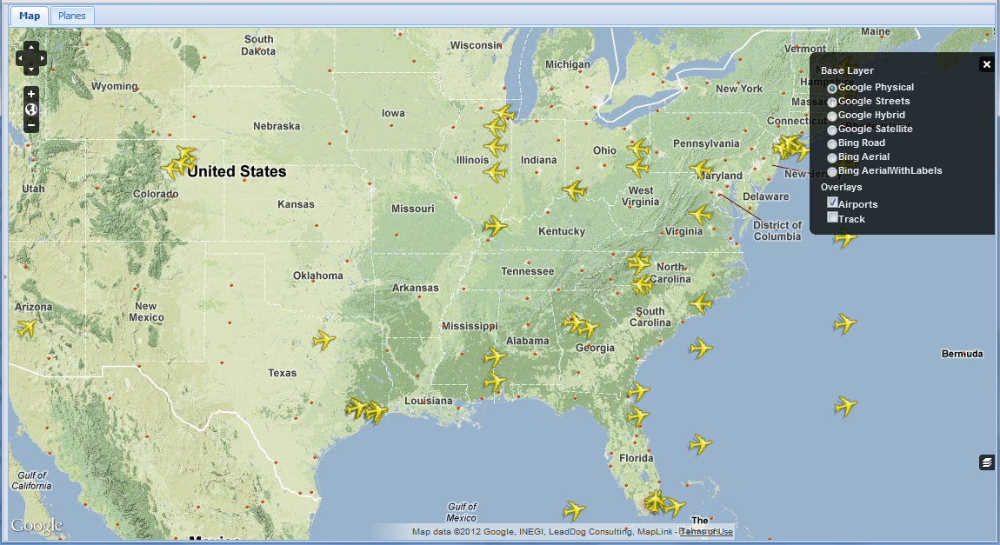 Map
Planes
South
Dakota
Wisconsin
Michigan
Maine
Vermont
Wyoming
Iowa
New York
Hampshire
Massac
Connecticut
Nebraska
Illinois
Indiana
Ohio
Pennsylvania
United States
Utah
Colorado
Maryland
New Jersey
Kansas
Missouri
West
Virginia
Delaware
Kentucky
Virginia
District of
Columbia
Oklahoma
Tennessee
North
Carolina
Arkansas
Arizona
New
Mexico
Mississippi
Alabama
South
Carolina
Georgia
Bermuda
Texas
Louisiana
Florida
Gulf of
California
Gulf of
Mexico
The
Google
Map data ©2012 Google, INEGI, LeadDog Consulting, MapLink - Terms of Use
Base Layer
Google Physical
Google Streets
Google Hybrid
Google Satellite
Bing Road
Bing Aerial
Bing AerialWithLabels
Overlays
Airports
Track